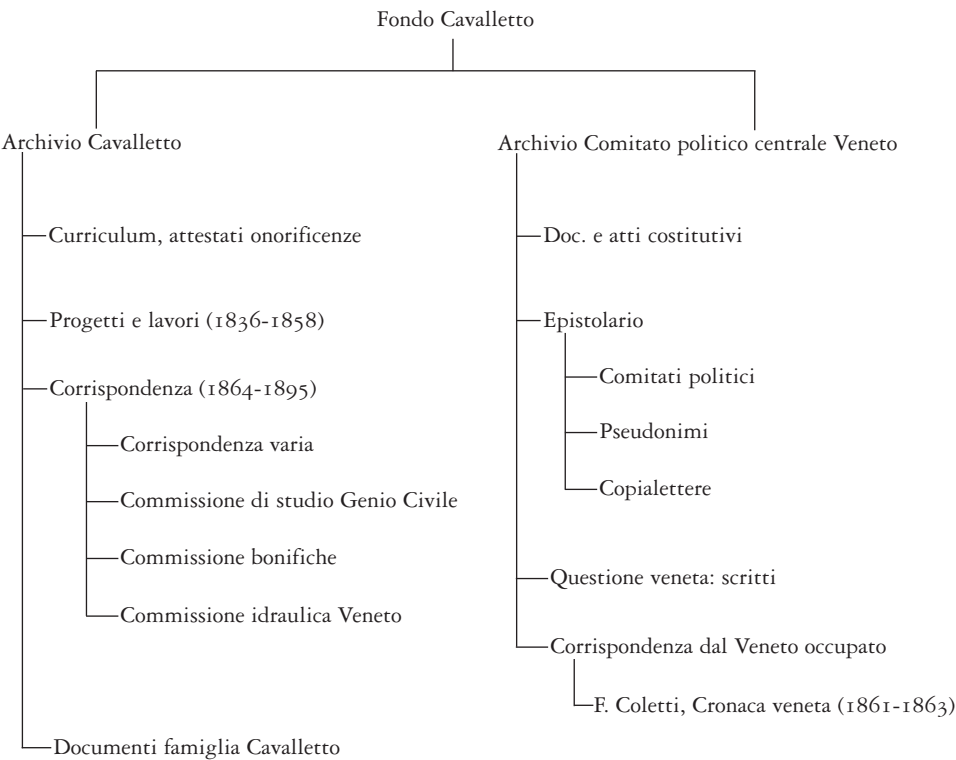 Fondo Cavalletto
Archivio Cavalletto
Curriculum, attestati onorificenze
Progetti e lavori (1836-1858)
Corrispondenza (1864-1895)
Corrispondenza varia
Commissione di studio Genio Civile
Commissione bonifiche
Commissione idraulica Veneto
Documenti famiglia Cavalletto
Archivio Comitato politico centrale Veneto
Doc. e atti costitutivi
Epistolario
Comitati politici
Pseudonimi
Copialettere
Questione veneta: scritti
Corrispondenza dal Veneto occupato
F. Coletti, Cronaca veneta (1861-1863)